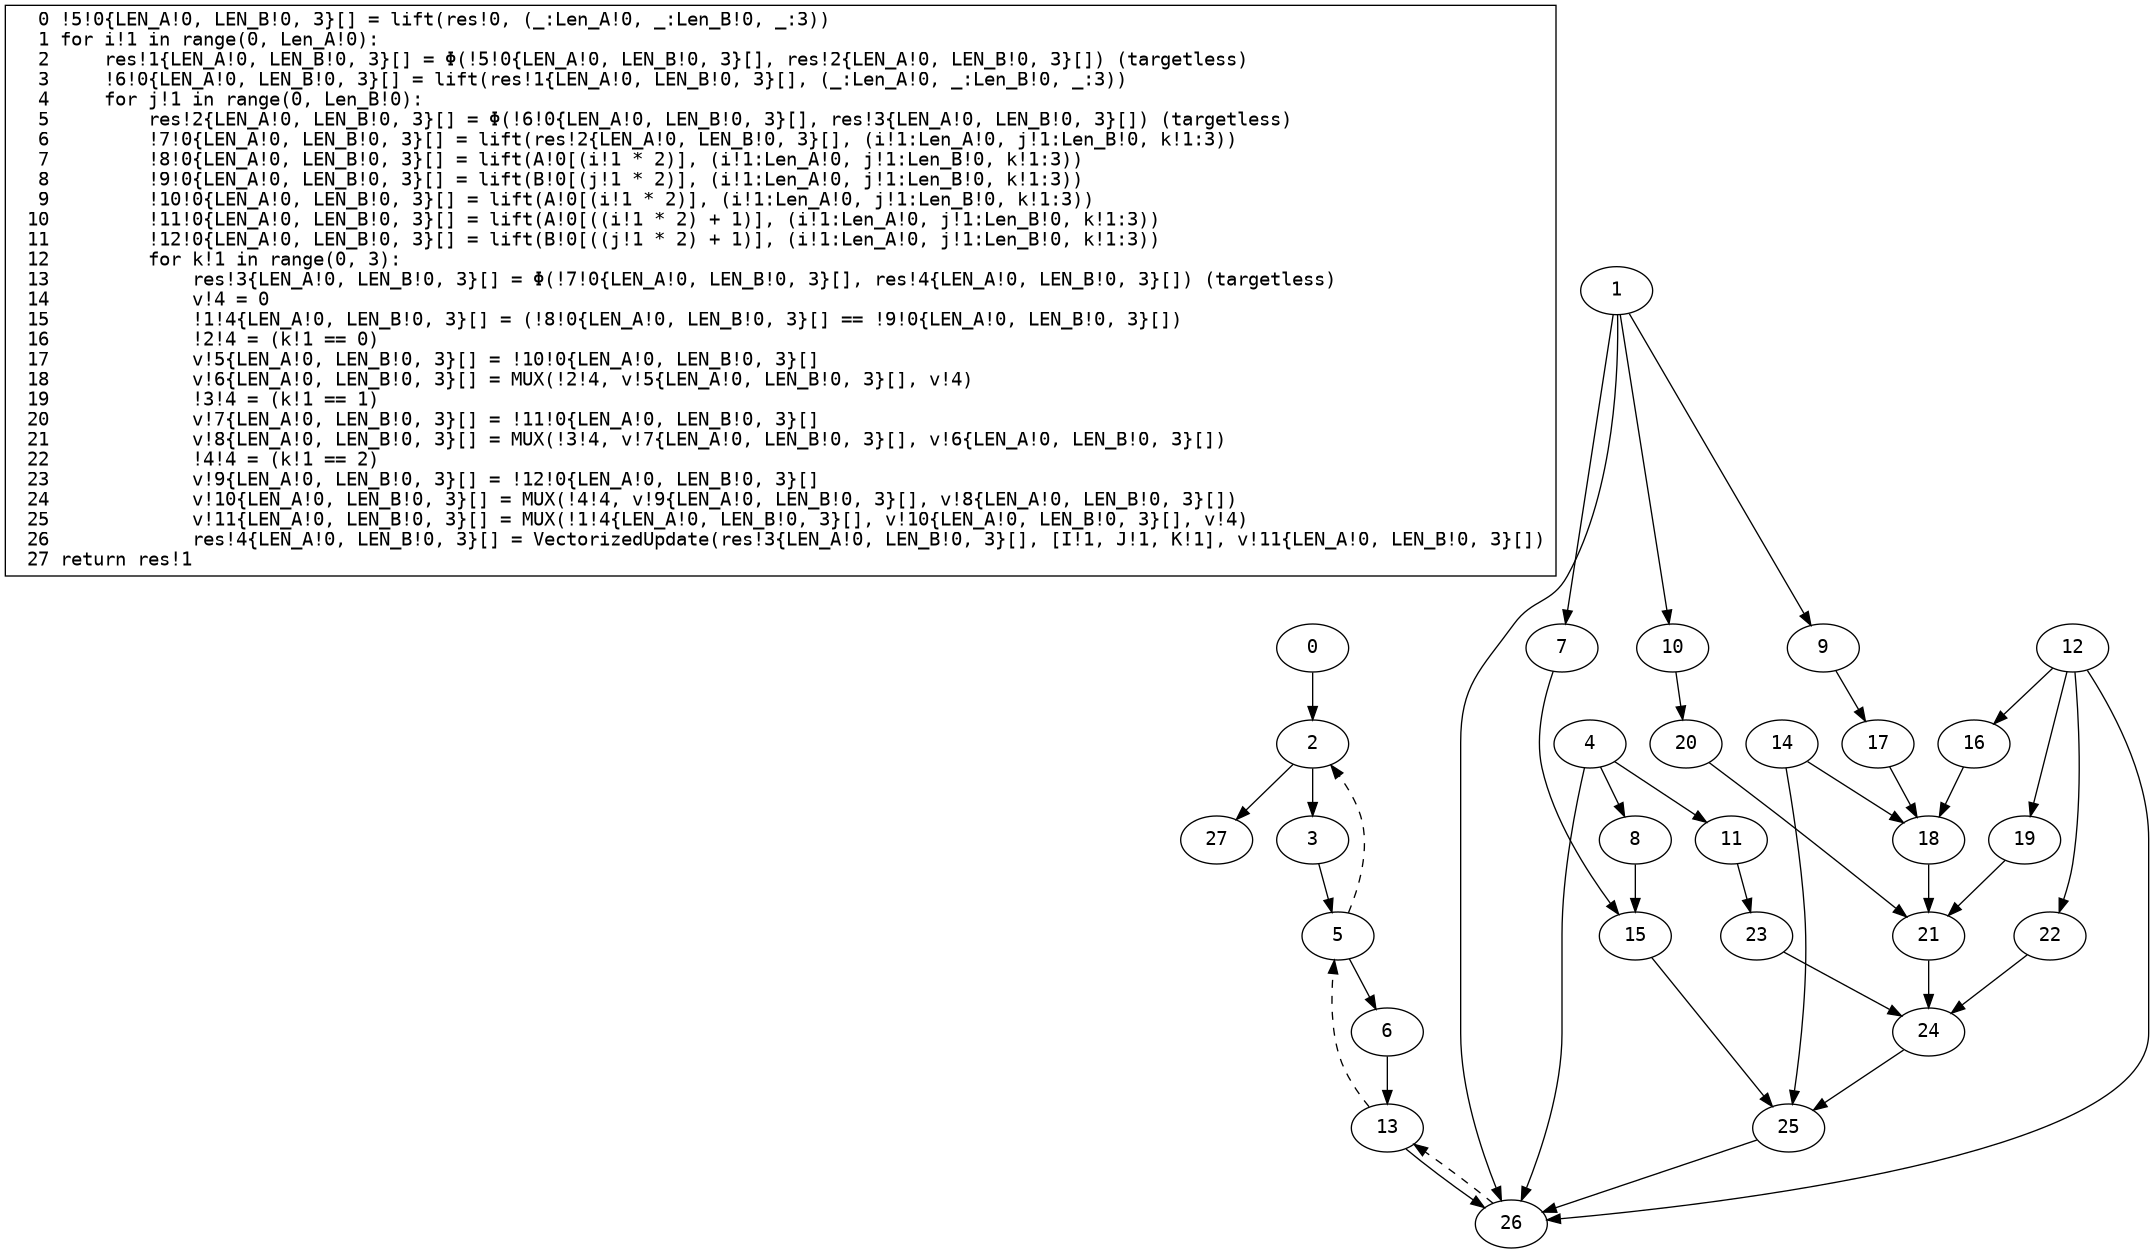 0 !5!0{LEN_A!0, LEN_B!0, 3}[] = lift(res!0, (_:Len_A!0, _:Len_B!0, _:3))
1 for i!1 in range(0, Len_A!0):
2     res!1{LEN_A!0, LEN_B!0, 3}[] = Φ(!5!0{LEN_A!0, LEN_B!0, 3}[], res!2{LEN_A!0, LEN_B!0, 3}[]) (targetless)
3     !6!0{LEN_A!0, LEN_B!0, 3}[] = lift(res!1{LEN_A!0, LEN_B!0, 3}[], (_:Len_A!0, _:Len_B!0, _:3))
4     for j!1 in range(0, Len_B!0):
5         res!2{LEN_A!0, LEN_B!0, 3}[] = Φ(!6!0{LEN_A!0, LEN_B!0, 3}[], res!3{LEN_A!0, LEN_B!0, 3}[]) (targetless)
6         !7!0{LEN_A!0, LEN_B!0, 3}[] = lift(res!2{LEN_A!0, LEN_B!0, 3}[], (i!1:Len_A!0, j!1:Len_B!0, k!1:3))
7         !8!0{LEN_A!0, LEN_B!0, 3}[] = lift(A!0[(i!1 * 2)], (i!1:Len_A!0, j!1:Len_B!0, k!1:3))
8         !9!0{LEN_A!0, LEN_B!0, 3}[] = lift(B!0[(j!1 * 2)], (i!1:Len_A!0, j!1:Len_B!0, k!1:3))
9         !10!0{LEN_A!0, LEN_B!0, 3}[] = lift(A!0[(i!1 * 2)], (i!1:Len_A!0, j!1:Len_B!0, k!1:3))
10         !11!0{LEN_A!0, LEN_B!0, 3}[] = lift(A!0[((i!1 * 2) + 1)], (i!1:Len_A!0, j!1:Len_B!0, k!1:3))
11         !12!0{LEN_A!0, LEN_B!0, 3}[] = lift(B!0[((j!1 * 2) + 1)], (i!1:Len_A!0, j!1:Len_B!0, k!1:3))
12         for k!1 in range(0, 3):
13             res!3{LEN_A!0, LEN_B!0, 3}[] = Φ(!7!0{LEN_A!0, LEN_B!0, 3}[], res!4{LEN_A!0, LEN_B!0, 3}[]) (targetless)
14             v!4 = 0
15             !1!4{LEN_A!0, LEN_B!0, 3}[] = (!8!0{LEN_A!0, LEN_B!0, 3}[] == !9!0{LEN_A!0, LEN_B!0, 3}[])
16             !2!4 = (k!1 == 0)
17             v!5{LEN_A!0, LEN_B!0, 3}[] = !10!0{LEN_A!0, LEN_B!0, 3}[]
18             v!6{LEN_A!0, LEN_B!0, 3}[] = MUX(!2!4, v!5{LEN_A!0, LEN_B!0, 3}[], v!4)
19             !3!4 = (k!1 == 1)
20             v!7{LEN_A!0, LEN_B!0, 3}[] = !11!0{LEN_A!0, LEN_B!0, 3}[]
21             v!8{LEN_A!0, LEN_B!0, 3}[] = MUX(!3!4, v!7{LEN_A!0, LEN_B!0, 3}[], v!6{LEN_A!0, LEN_B!0, 3}[])
22             !4!4 = (k!1 == 2)
23             v!9{LEN_A!0, LEN_B!0, 3}[] = !12!0{LEN_A!0, LEN_B!0, 3}[]
24             v!10{LEN_A!0, LEN_B!0, 3}[] = MUX(!4!4, v!9{LEN_A!0, LEN_B!0, 3}[], v!8{LEN_A!0, LEN_B!0, 3}[])
25             v!11{LEN_A!0, LEN_B!0, 3}[] = MUX(!1!4{LEN_A!0, LEN_B!0, 3}[], v!10{LEN_A!0, LEN_B!0, 3}[], v!4)
26             res!4{LEN_A!0, LEN_B!0, 3}[] = VectorizedUpdate(res!3{LEN_A!0, LEN_B!0, 3}[], [I!1, J!1, K!1], v!11{LEN_A!0, LEN_B!0, 3}[])
27 return res!1
1
0 7 10 9 12
2 4 20 14 17 16
27 3 8 11 18 19
5 15 23 21 22
6 24
13 25
26